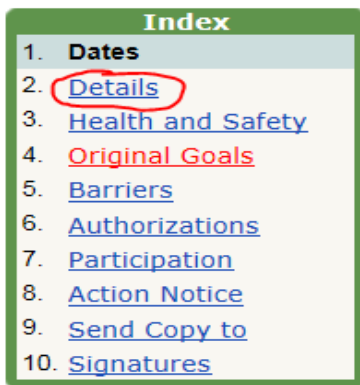 Index
1. Dates
2. Details
3. Health and Safety
4. Original Goals
5. Barriers
6. Authorizations
7. Participation
8. Action Notice
9. Send Copy to
10. Signatures